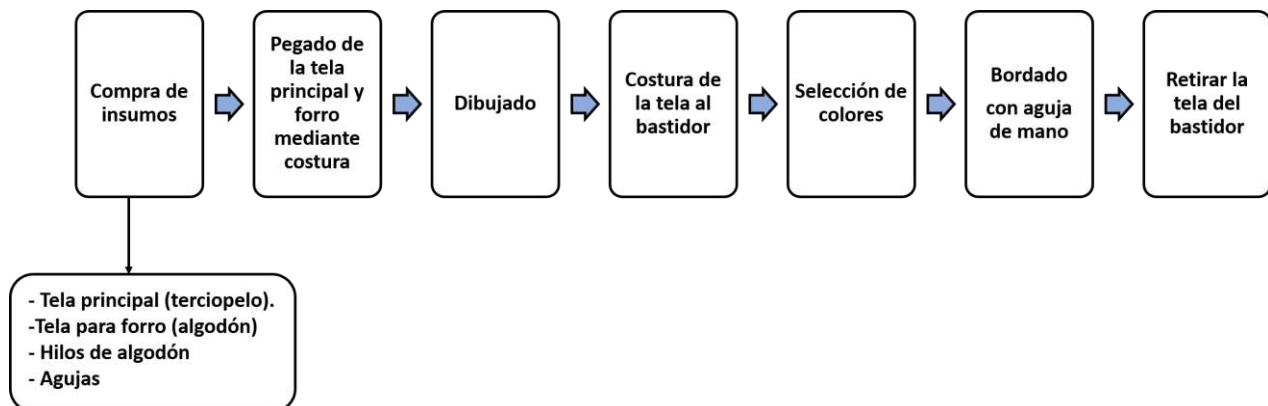 Compra de
insumos
Pegado de
la tela
principal y
forro
mediante
costura
Dibujado
Costura de
la tela al
bastidor
Selección de
colores
Bordado
con aguja
de mano
Retirar la
tela del
bastidor
- Tela principal (terciopelo).
-Tela para forro (algodón)
- Hilos de algodón
- Agujas